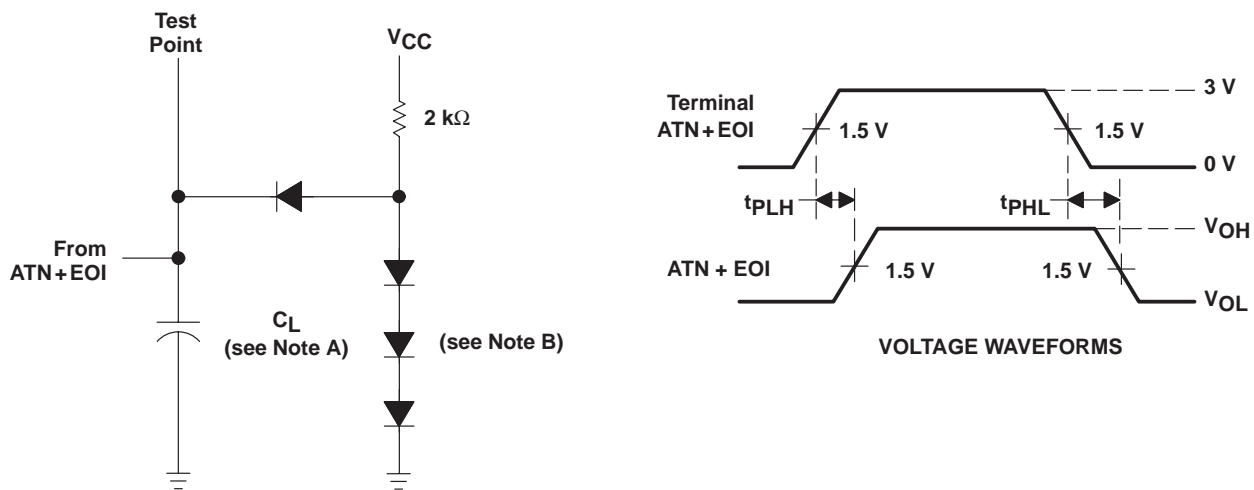 Test
Point
VCC
2 kΩ
From
ATN+EOI
CL
(see Note A)
(see Note B)
Terminal
ATN+EOI
1.5 V
1.5 V
3 V
0 V
tPLH
tPHL
ATN + EOI
1.5 V
1.5 V
VOH
VOL
VOLTAGE WAVEFORMS